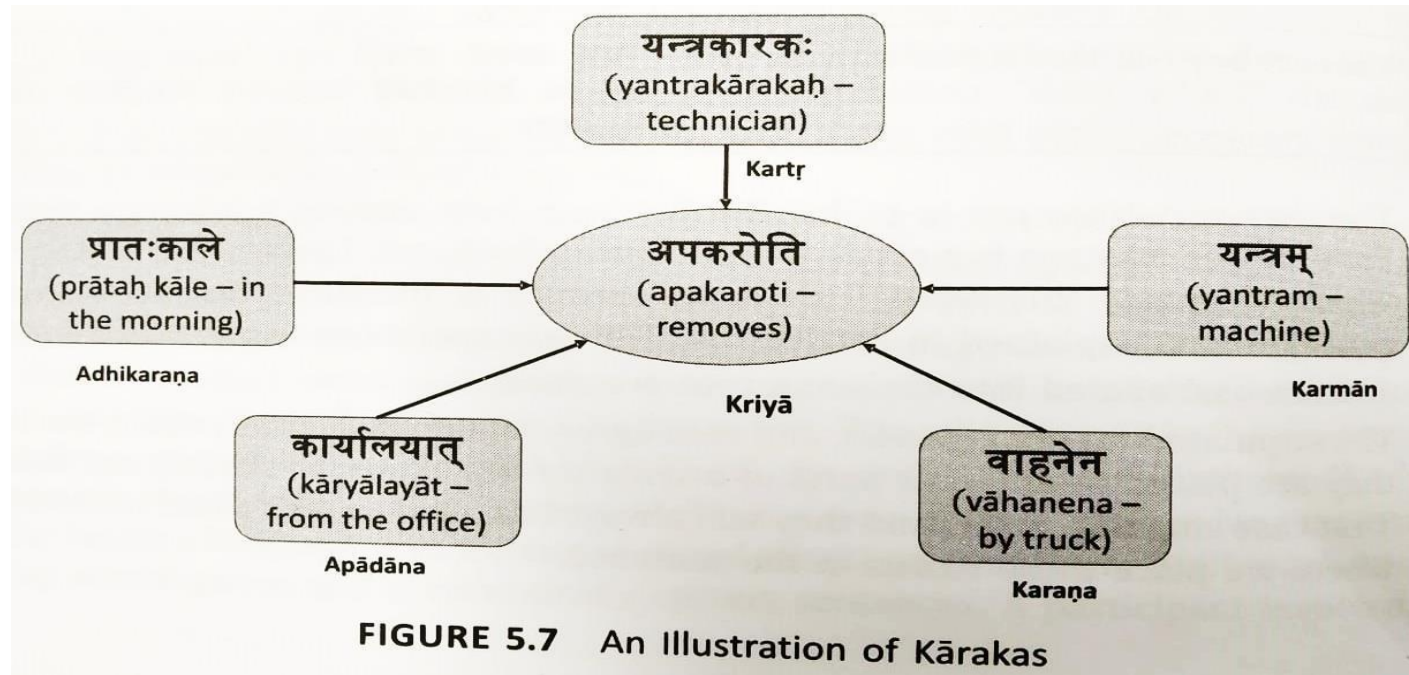 यन्त्रकारकः
(yantrakārakaḥ –
technician)
Kartṛ
प्रातःकाले
(prātaḥ kāle – in
the morning)
Adhikaraṇa
अपकरोति
(apakaroti –
removes)
Kriyā
यन्त्रम्
(yantram –
machine)
Karmān
कार्यालयात्
(kāryālayāt –
from the office)
Apādāna
वाहनेन
(vāhanena –
by truck)
Karaṇa
FIGURE 5.7 An Illustration of Kārakas